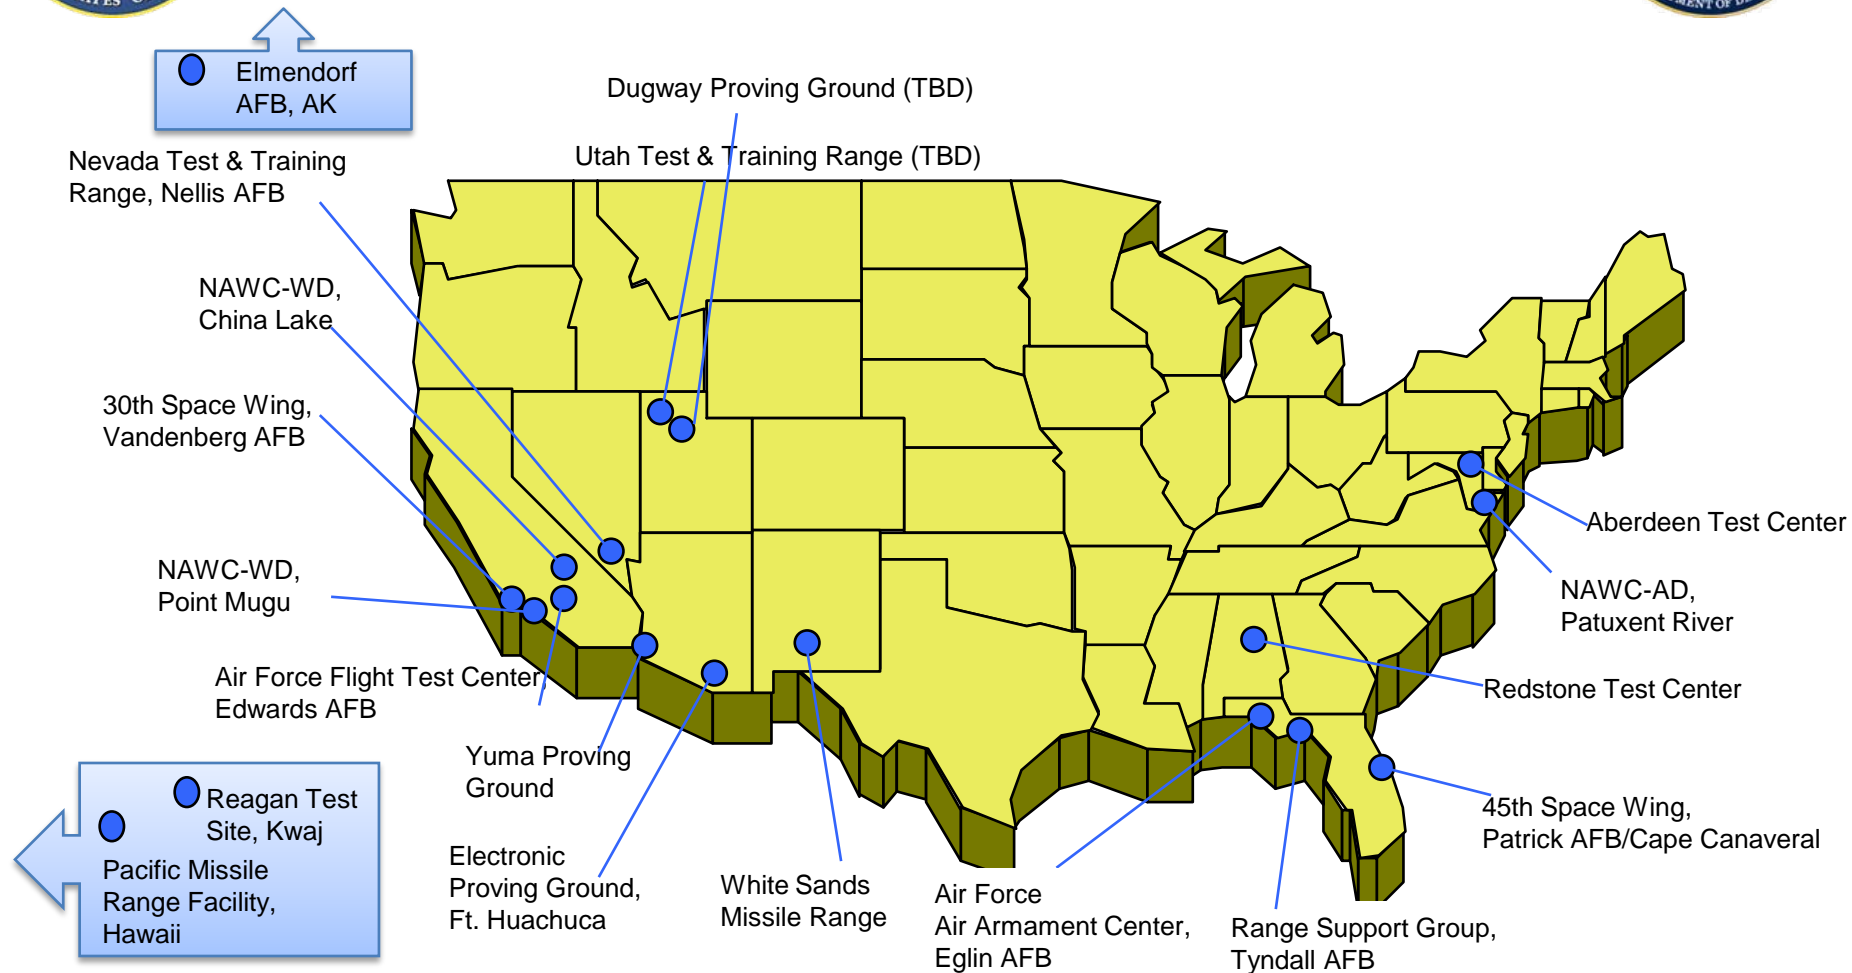 Elmendorf
AFB, AK
Dugway Proving Ground (TBD)
Utah Test & Training Range (TBD)
Nevada Test & Training
Range, Nellis AFB
NAWC-WD,
China Lake
30th Space Wing,
Vandenberg AFB
NAWC-WD,
Point Mugu
Air Force Flight Test Center,
Edwards AFB
Yuma Proving
Ground
Reagan Test
Site, Kwaj
Pacific Missile
Range Facility,
Hawaii
Electronic
Proving Ground,
Ft. Huachuca
White Sands
Missile Range
Air Force
Air Armament Center,
Eglin AFB
Range Support Group,
Tyndall AFB
45th Space Wing,
Patrick AFB/Cape Canaveral
Redstone Test Center
NAWC-AD,
Patuxent River
Aberdeen Test Center